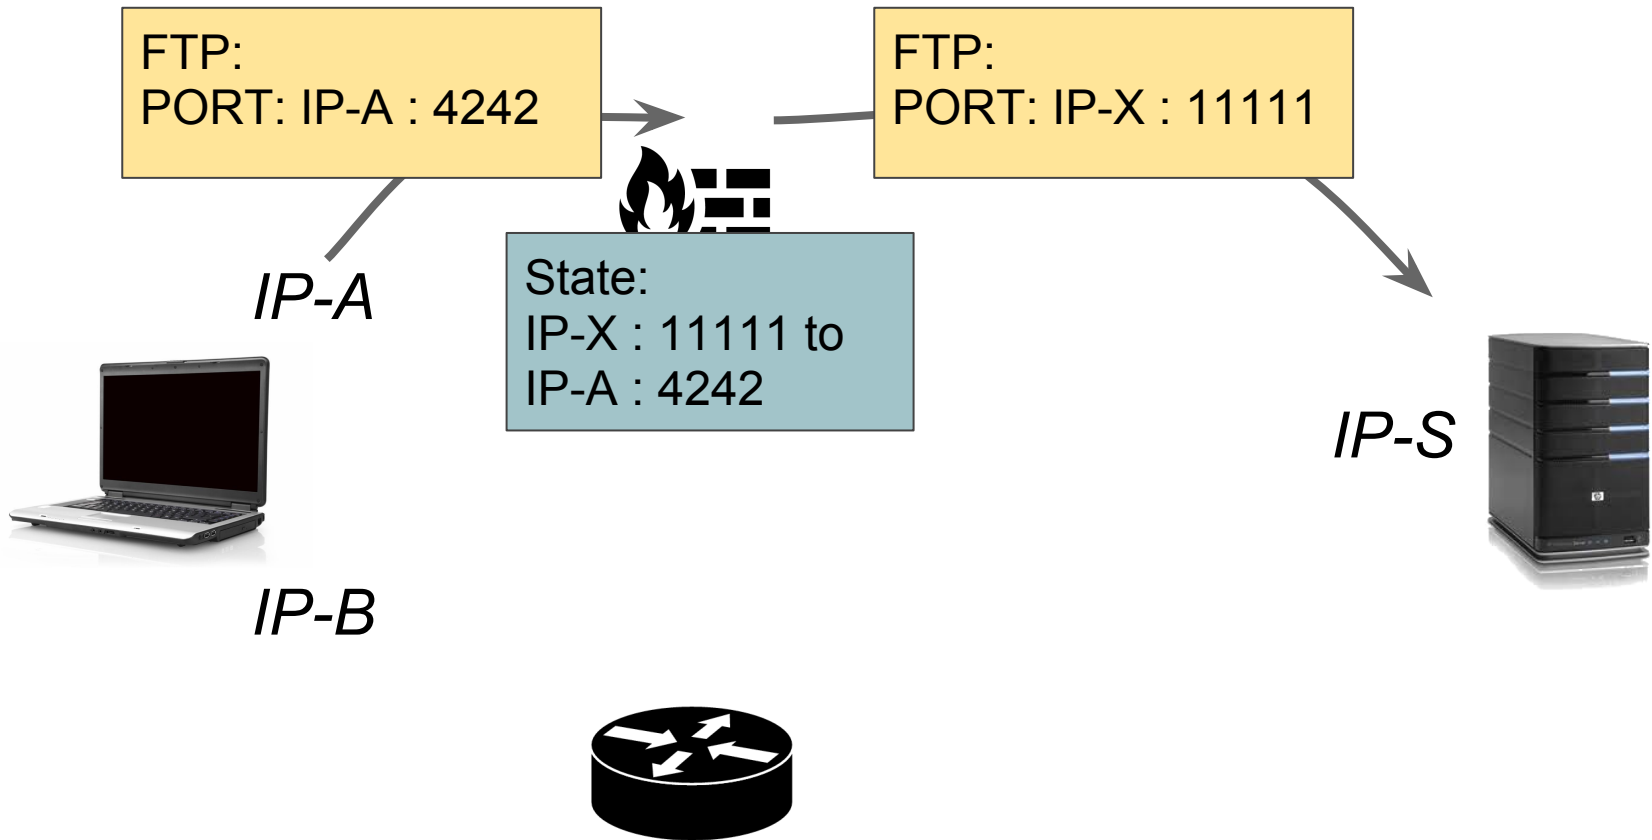 FTP:
PORT: IP-A : 4242
FTP:
PORT: IP-X : 11111
IP-A
State:
IP-X : 11111 to
IP-A : 4242
IP-S
IP-B